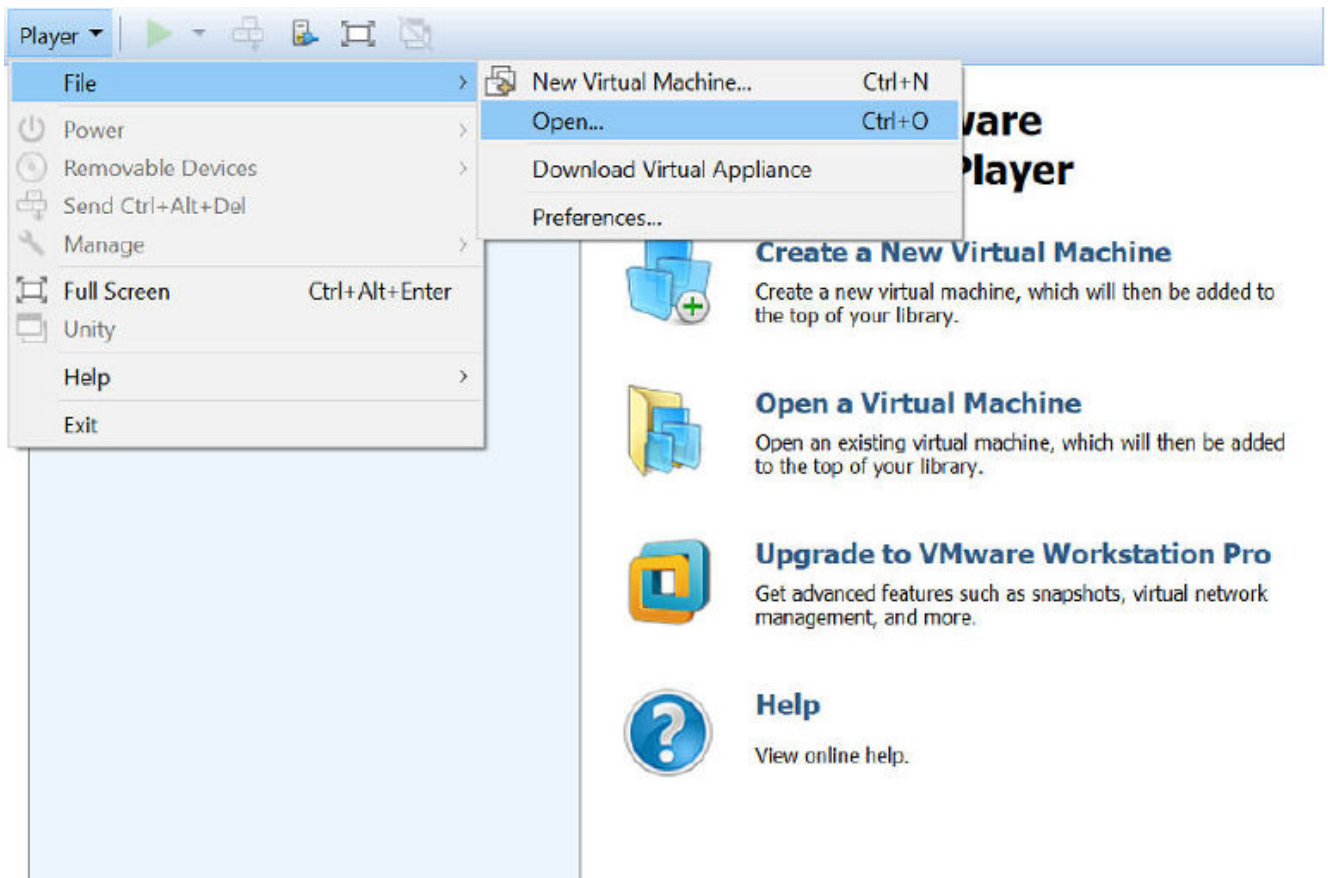 Player
File
New Virtual Machine... Ctrl+N
Open... Ctrl+O
Download Virtual Appliance
Preferences...
Power
Removable Devices
Send Ctrl+Alt+Del
Manage
Full Screen Ctrl+Alt+Enter
Unity
Help
Exit
ware
Player
Create a New Virtual Machine
Create a new virtual machine, which will then be added to
the top of your library.
Open a Virtual Machine
Open an existing virtual machine, which will then be added
to the top of your library.
Upgrade to VMware Workstation Pro
Get advanced features such as snapshots, virtual network
management, and more.
Help
View online help.